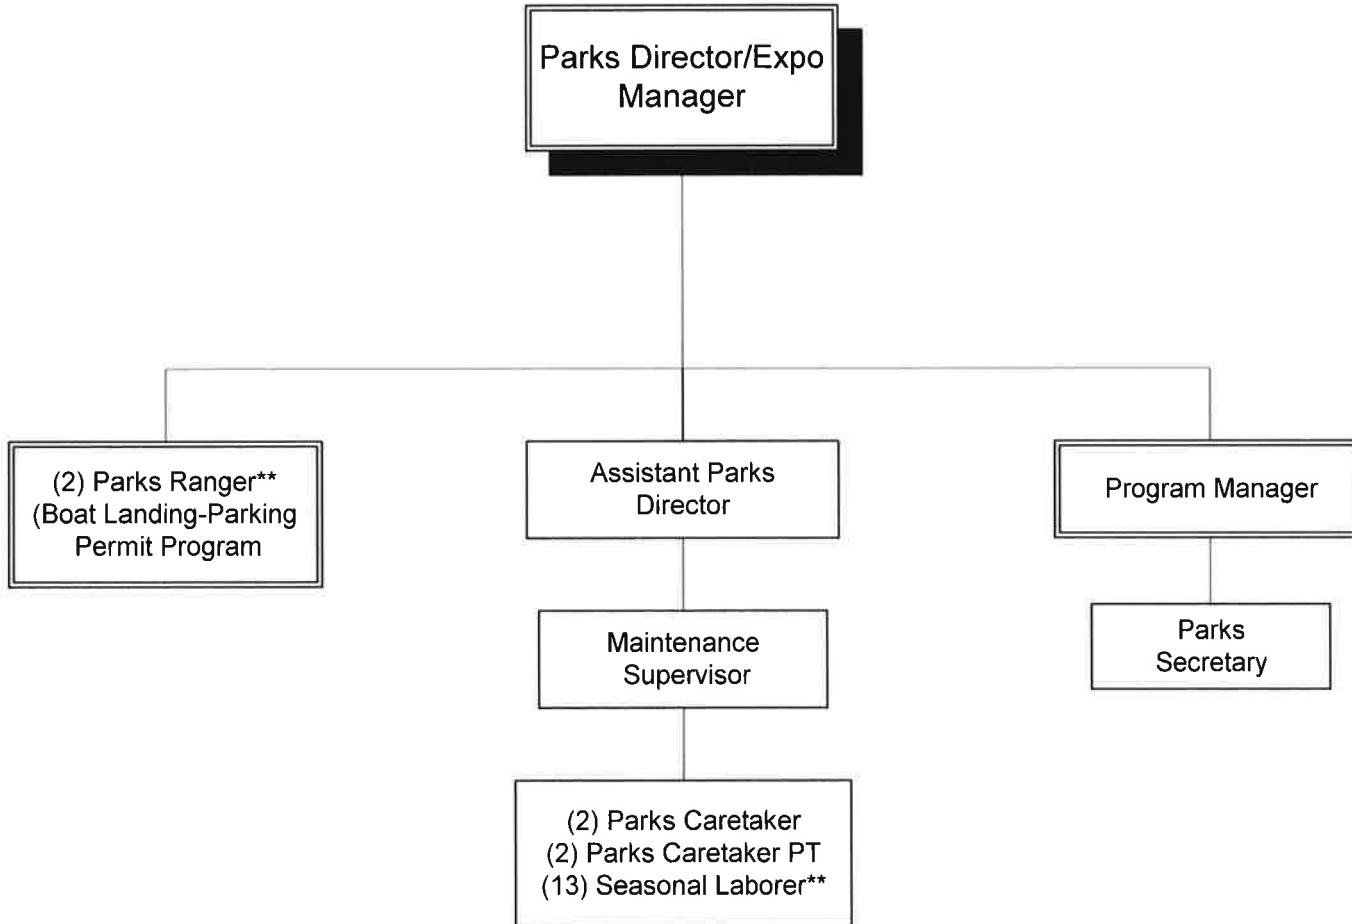 Parks Director/Expo
Manager
(2) Parks Ranger**
(Boat Landing-Parking
Permit Program
Assistant Parks
Director
Program Manager
Maintenance
Supervisor
Parks
Secretary
(2) Parks Caretaker
(2) Parks Caretaker PT
(13) Seasonal Laborer**